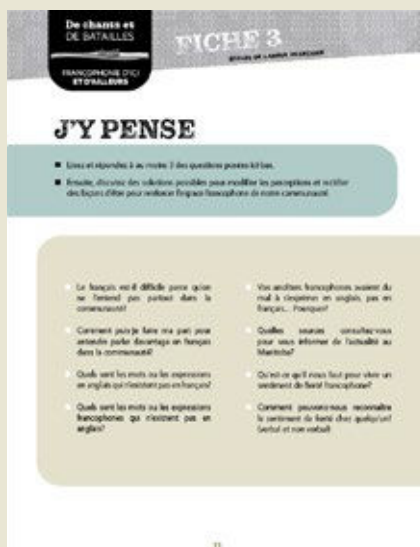 De chants et
DE BATAILLES
FRANCOPHONIE D'ICI
ET D'AILLEURS
FICHE 3
J'Y PENSE
Lisez et répondez à au moins 3 des questions posées ici-bas.
Ensuite, discutez des solutions possibles pour modifier les perceptions et rectifier
des façons d'être pour renforcer l'espace francophone de notre communauté.
Le français est-il difficile parce qu'on
ne l'entend pas partout dans la
communauté?
Comment puis-je faire ma part pour
entendre parler davantage en français
dans la communauté?
Quels sont les mots ou les expressions
en anglais qui n'existent pas en français?
Quels sont les mots ou les expressions
francophones qui n'existent pas en
anglais?
Vos ancêtres francophones avaient du
mal à s'exprimer en anglais, pas en
français... Pourquoi?
Quelles sources consultez-vous
pour vous informer de l'actualité au
Manitoba?
Qu'est-ce qu'il nous faut pour vivre un
sentiment de fierté francophone?
Comment pouvons-nous reconnaître
le sentiment de fierté chez quelqu'un?
(verbal et non verbal)